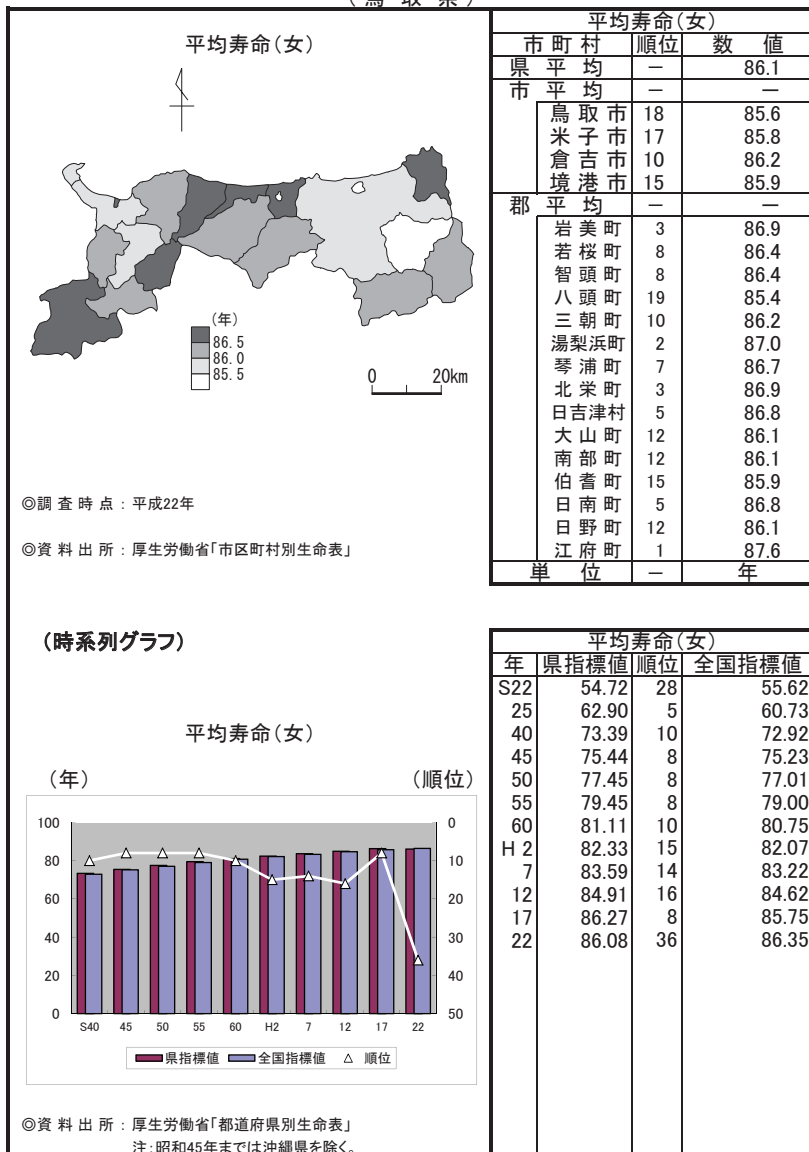 （ 鳥 取 県 ）
平均寿命（女）
（年）
86.5
86.0
85.5
0 20km
◎調 査 時 点 ： 平成22年
◎資 料 出 所 ： 厚生労働省「市区町村別生命表」
平均寿命（女）
市 町 村 順位 数 値
県 平 均 － 86.1
市 平 均 － －
鳥 取 市 18 85.6
米 子 市 17 85.8
倉 吉 市 10 86.2
境 港 市 15 85.9
郡 平 均 － －
岩 美 町 3 86.9
若 桜 町 8 86.4
智 頭 町 8 86.4
八 頭 町 19 85.4
三 朝 町 10 86.2
湯梨浜町 2 87.0
琴 浦 町 7 86.7
北 栄 町 3 86.9
日吉津村 5 86.8
大 山 町 12 86.1
南 部 町 12 86.1
伯 耆 町 15 85.9
日 南 町 5 86.8
日 野 町 12 86.1
江 府 町 1 87.6
単 位 － 年
（時系列グラフ）
平均寿命（女）
（年） （順位）
100 0
80 10
60 20
40 30
20 40
0 50
S40 45 50 55 60 H2 7 12 17 22
県指標値 全国指標値 順位
◎資 料 出 所 ： 厚生労働省「都道府県別生命表」
注：昭和45年までは沖縄県を除く。
平均寿命（女）
年 県指標値 順位 全国指標値
S22 54.72 28 55.62
25 62.90 5 60.73
40 73.39 10 72.92
45 75.44 8 75.23
50 77.45 8 77.01
55 79.45 8 79.00
60 81.11 10 80.75
H 2 82.33 15 82.07
7 83.59 14 83.22
12 84.91 16 84.62
17 86.27 8 85.75
22 86.08 36 86.35